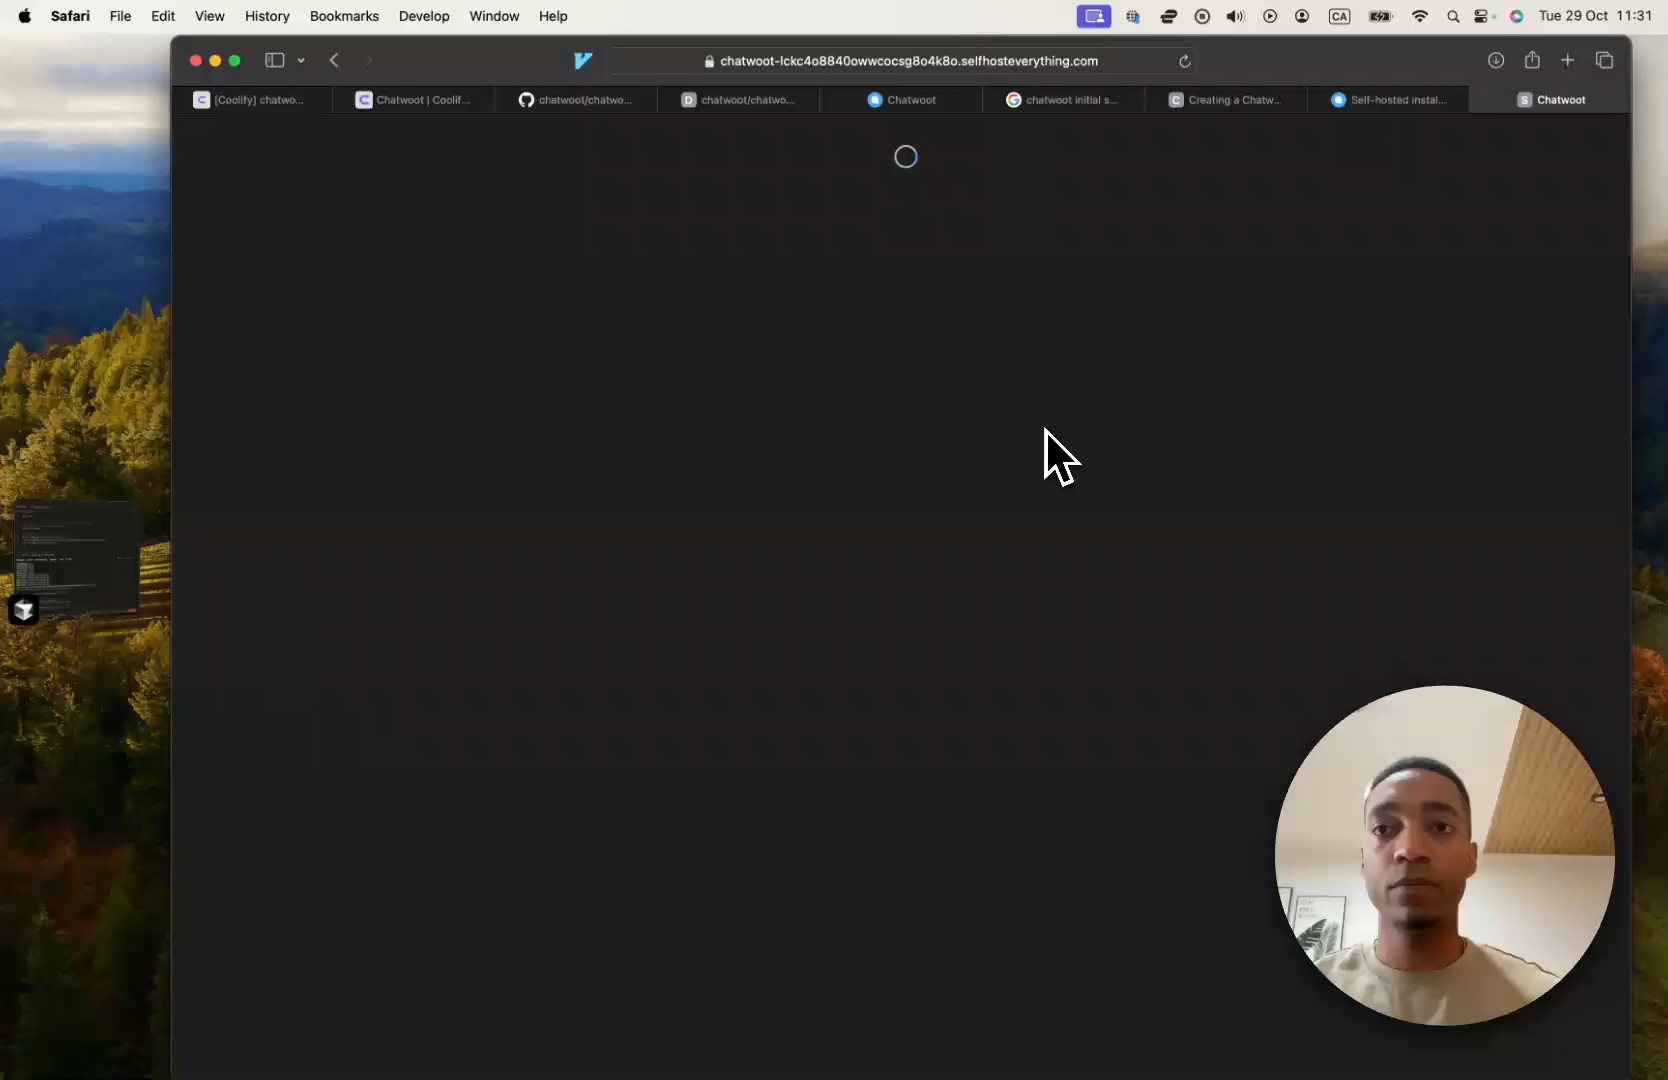 Safari File Edit View History Bookmarks Develop Window Help CA Tue 29 Oct 11:31
chatwoot-lckc4o8840owwcocsg8o4k8o.selfhosteverything.com
[Coolify] chatwo... Chatwoot | Coolif... chatwoot/chatwo... D chatwoot/chatwo... Chatwoot chatwoot initial s... C Creating a Chatw... Self-hosted instal... S Chatwoot